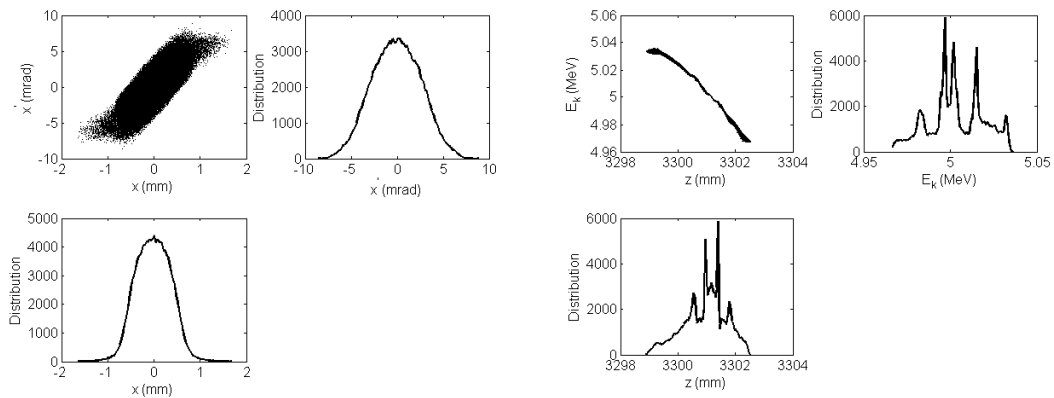 10
5
0
-5
-10
x' (mrad)
-2 -1 0 1 2
x (mm)
4000
3000
2000
1000
0
Distribution
-10 -5 0 5 10
x' (mrad)
5.06
5.04
5.02
5
4.98
4.96
E_k (MeV)
3298 3300 3302 3304
z (mm)
6000
4000
2000
0
Distribution
4.95 5 5.05
E_k (MeV)
5000
4000
3000
2000
1000
0
Distribution
-2 -1 0 1 2
x (mm)
6000
4000
2000
0
Distribution
3298 3300 3302 3304
z (mm)